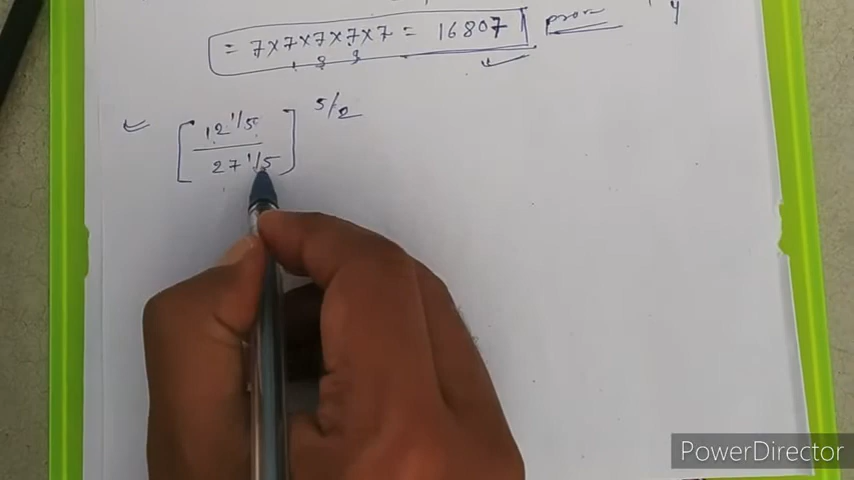 = 7×7×7×7×7 = 16807
[12^1/5 / 27^1/5]^5/2
PowerDirector